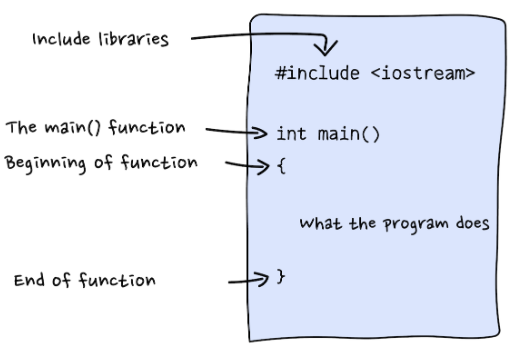 Include libraries
#include <iostream>
The main() function
int main()
Beginning of function
{
What the program does
End of function
}